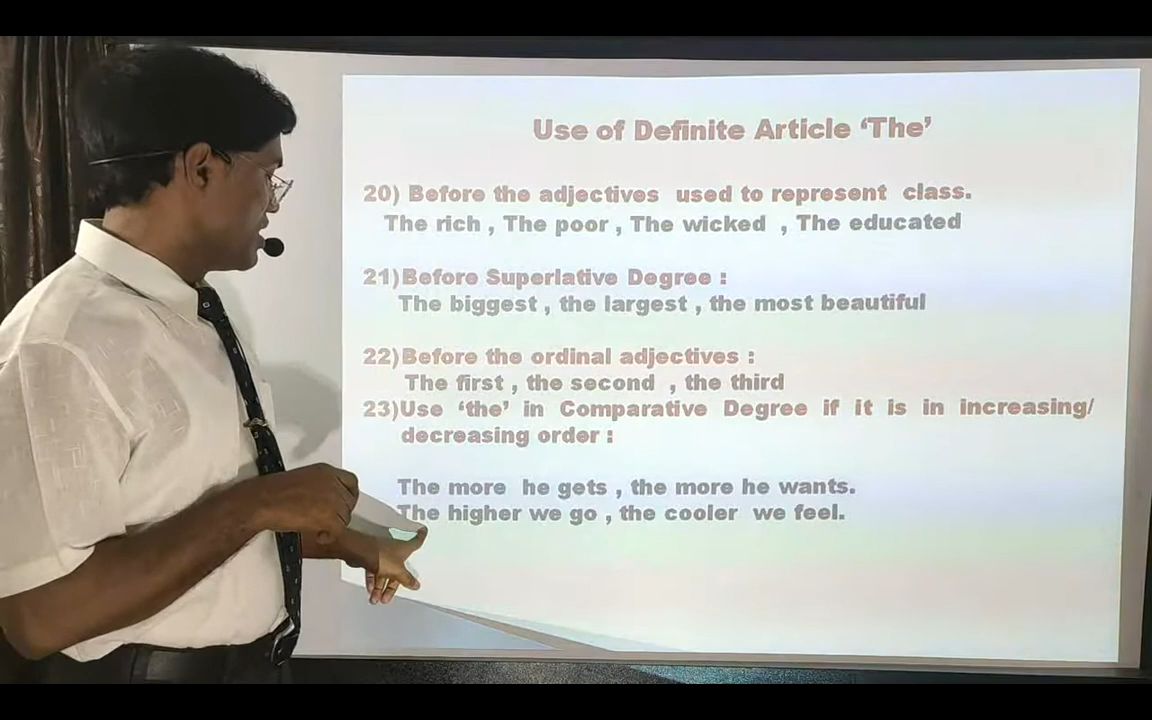 Use of Definite Article ‘The’
20) Before the adjectives used to represent class.
The rich , The poor , The wicked , The educated
21)Before Superlative Degree :
The biggest , the largest , the most beautiful
22)Before the ordinal adjectives :
The first , the second , the third
23)Use ‘the’ in Comparative Degree if it is in increasing/
decreasing order :
The more he gets , the more he wants.
The higher we go , the cooler we feel.